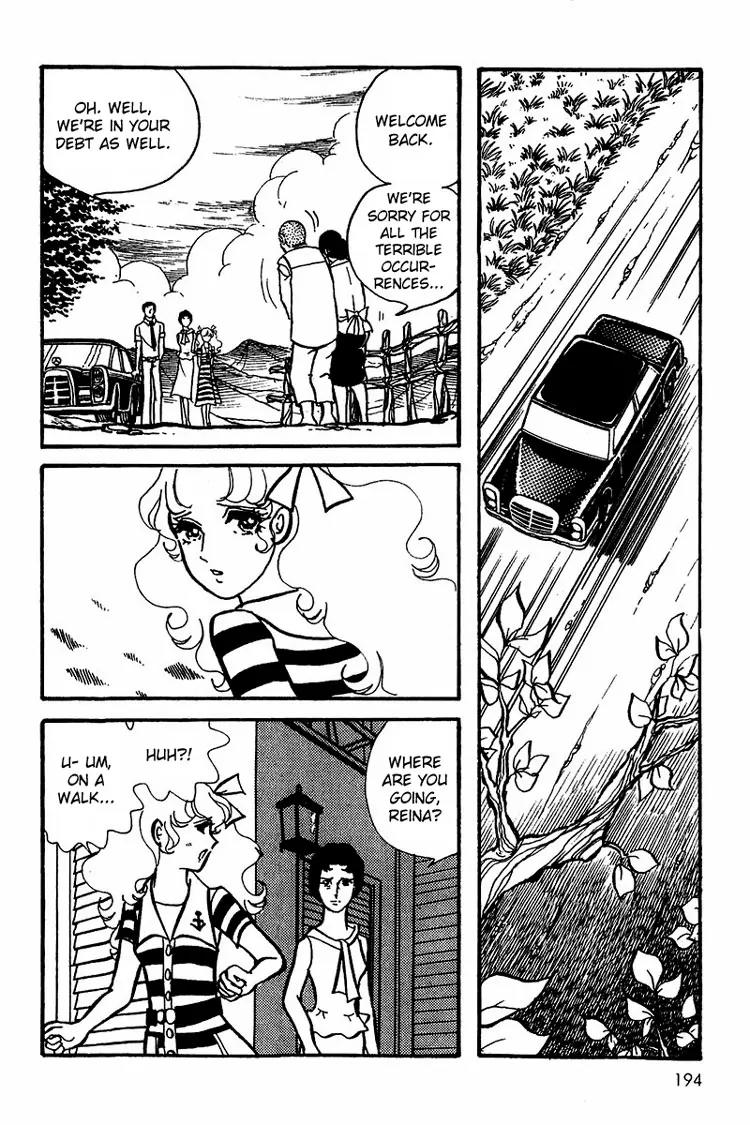 WELCOME
BACK.
WE'RE
SORRY FOR
ALL THE
TERRIBLE
OCCUR-
RENCES...
OH. WELL,
WE'RE IN YOUR
DEBT AS WELL.
WHERE
ARE YOU
GOING,
REINA?
HUH?!
U- UM,
ON A
WALK...
194